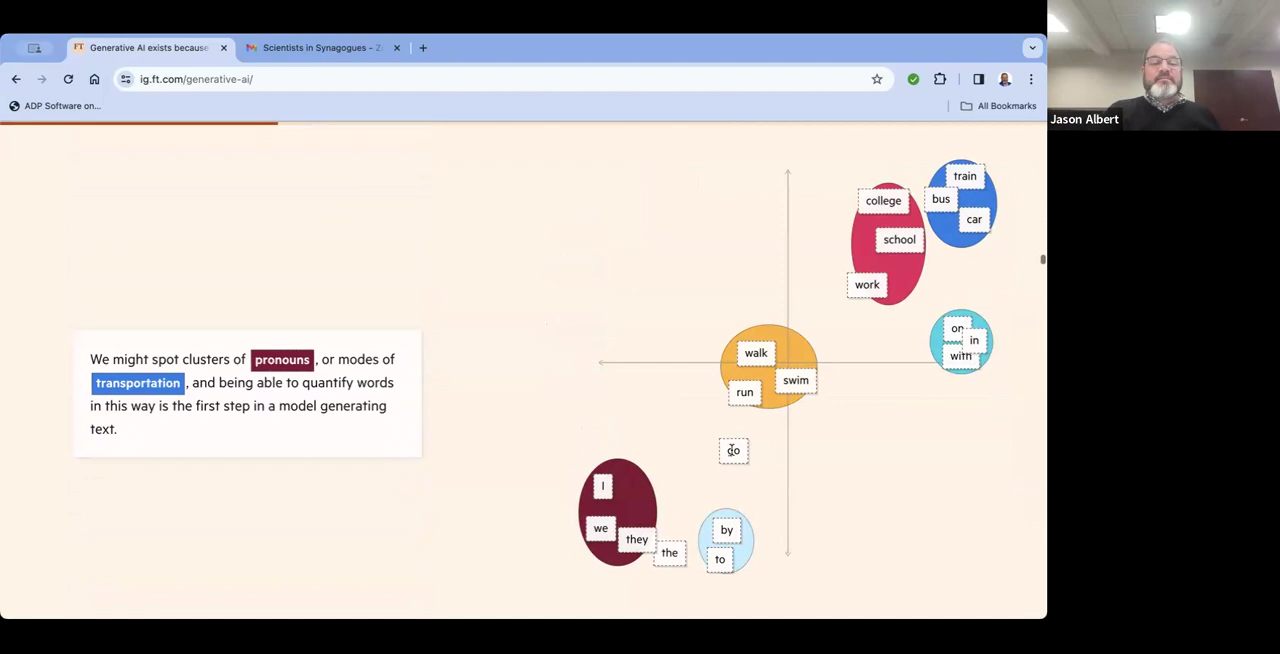 Generative AI exists because
Scientists in Synagogues - Z
ig.ft.com/generative-ai/
ADP Software on...
All Bookmarks
Jason Albert
We might spot clusters of pronouns, or modes of
transportation, and being able to quantify words
in this way is the first step in a model generating
text.
train
bus
car
college
school
work
on
in
with
walk
swim
run
go
I
we
they
the
by
to